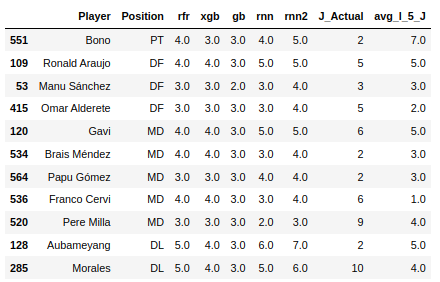 Player Position rfr xgb gb rnn rnn2 J_Actual avg_l_5_J
551 Bono PT 4.0 3.0 3.0 4.0 5.0 2 7.0
109 Ronald Araujo DF 4.0 4.0 3.0 5.0 5.0 5 5.0
53 Manu Sánchez DF 3.0 3.0 2.0 3.0 4.0 3 3.0
415 Omar Alderete DF 3.0 3.0 3.0 3.0 4.0 5 2.0
120 Gavi MD 4.0 4.0 3.0 5.0 5.0 6 5.0
534 Brais Méndez MD 4.0 4.0 3.0 3.0 4.0 2 3.0
564 Papu Gómez MD 3.0 3.0 3.0 4.0 4.0 2 3.0
536 Franco Cervi MD 4.0 4.0 3.0 3.0 4.0 6 1.0
520 Pere Milla MD 3.0 3.0 3.0 2.0 3.0 9 4.0
128 Aubameyang DL 5.0 4.0 3.0 6.0 7.0 2 5.0
285 Morales DL 5.0 4.0 3.0 5.0 6.0 10 4.0